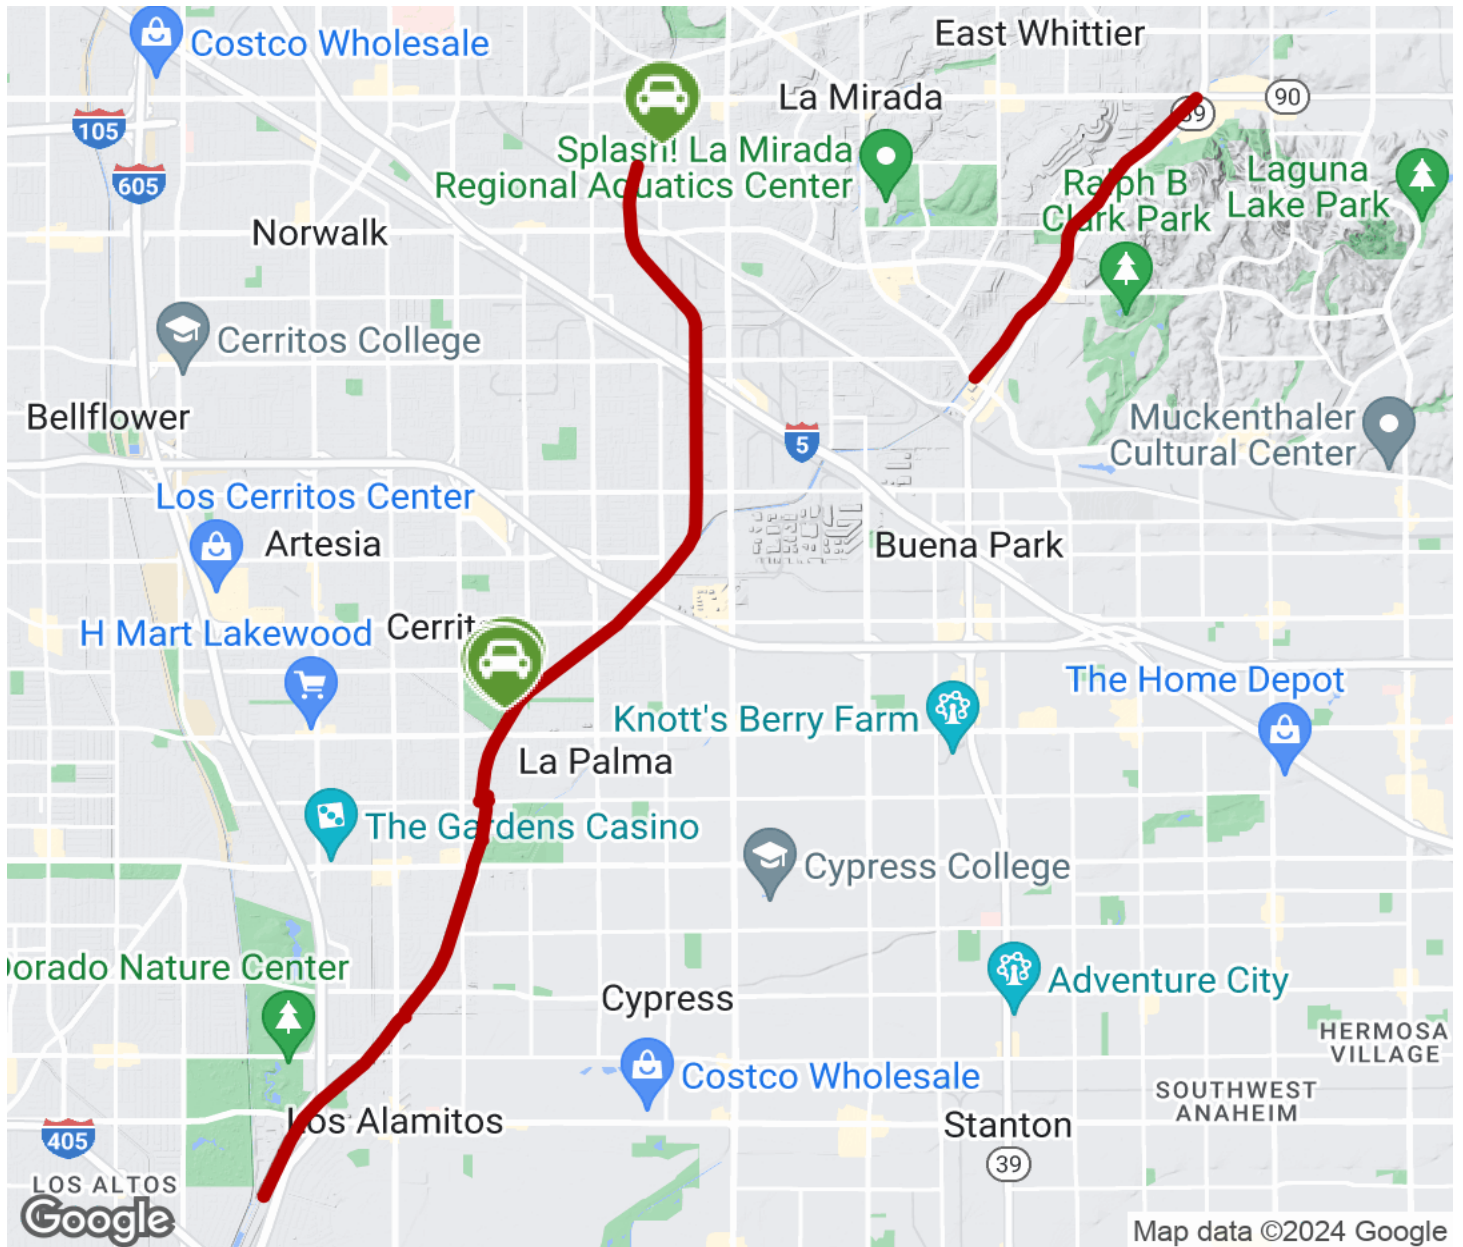 East Whittier
Costco Wholesale
La Mirada
90
105
39
Splash! La Mirada
Regional Aquatics Center
605
Ralph B
Clark Park
Laguna
Lake Park
Norwalk
Cerritos College
Bellflower
Muckenthaler
Cultural Center
5
Los Cerritos Center
Artesia
Buena Park
H Mart Lakewood
Cerrit
The Home Depot
Knott's Berry Farm
La Palma
The Gardens Casino
Cypress College
Dorado Nature Center
Adventure City
Cypress
HERMOSA
VILLAGE
Costco Wholesale
SOUTHWEST
ANAHEIM
Los Alamitos
Stanton
405
39
LOS ALTOS
Google
Map data ©2024 Google